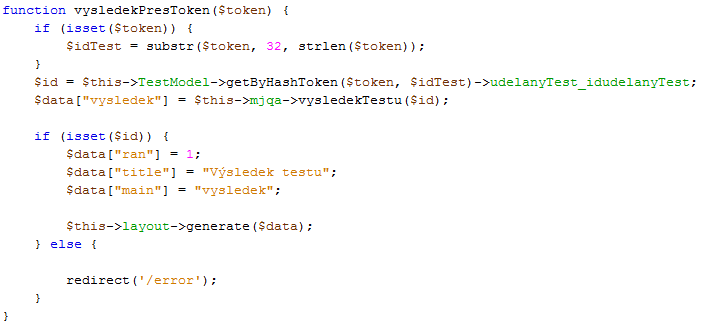 function vysledekPresToken($token) {
    if (isset($token)) {
        $idTest = substr($token, 32, strlen($token));
    }
    $id = $this->TestModel->getByHashToken($token, $idTest)->udelanyTest_idudelanyTest;
    $data["vysledek"] = $this->mjqa->vysledekTestu($id);

    if (isset($id)) {
        $data["ran"] = 1;
        $data["title"] = "Výsledek testu";
        $data["main"] = "vysledek";

        $this->layout->generate($data);
    } else {

        redirect('/error');
    }
}